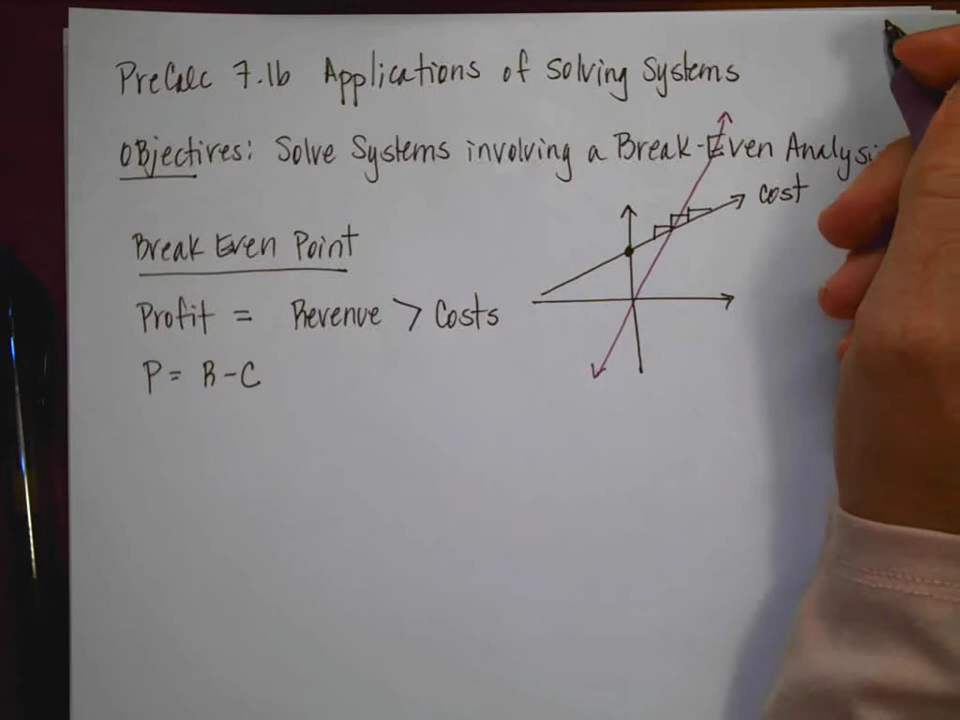 PreCalc 7.1b Applications of Solving Systems
Objectives: Solve Systems involving a Break-Even Analysi
cost
Break Even Point
Profit = Revenue > Costs
P = R - C